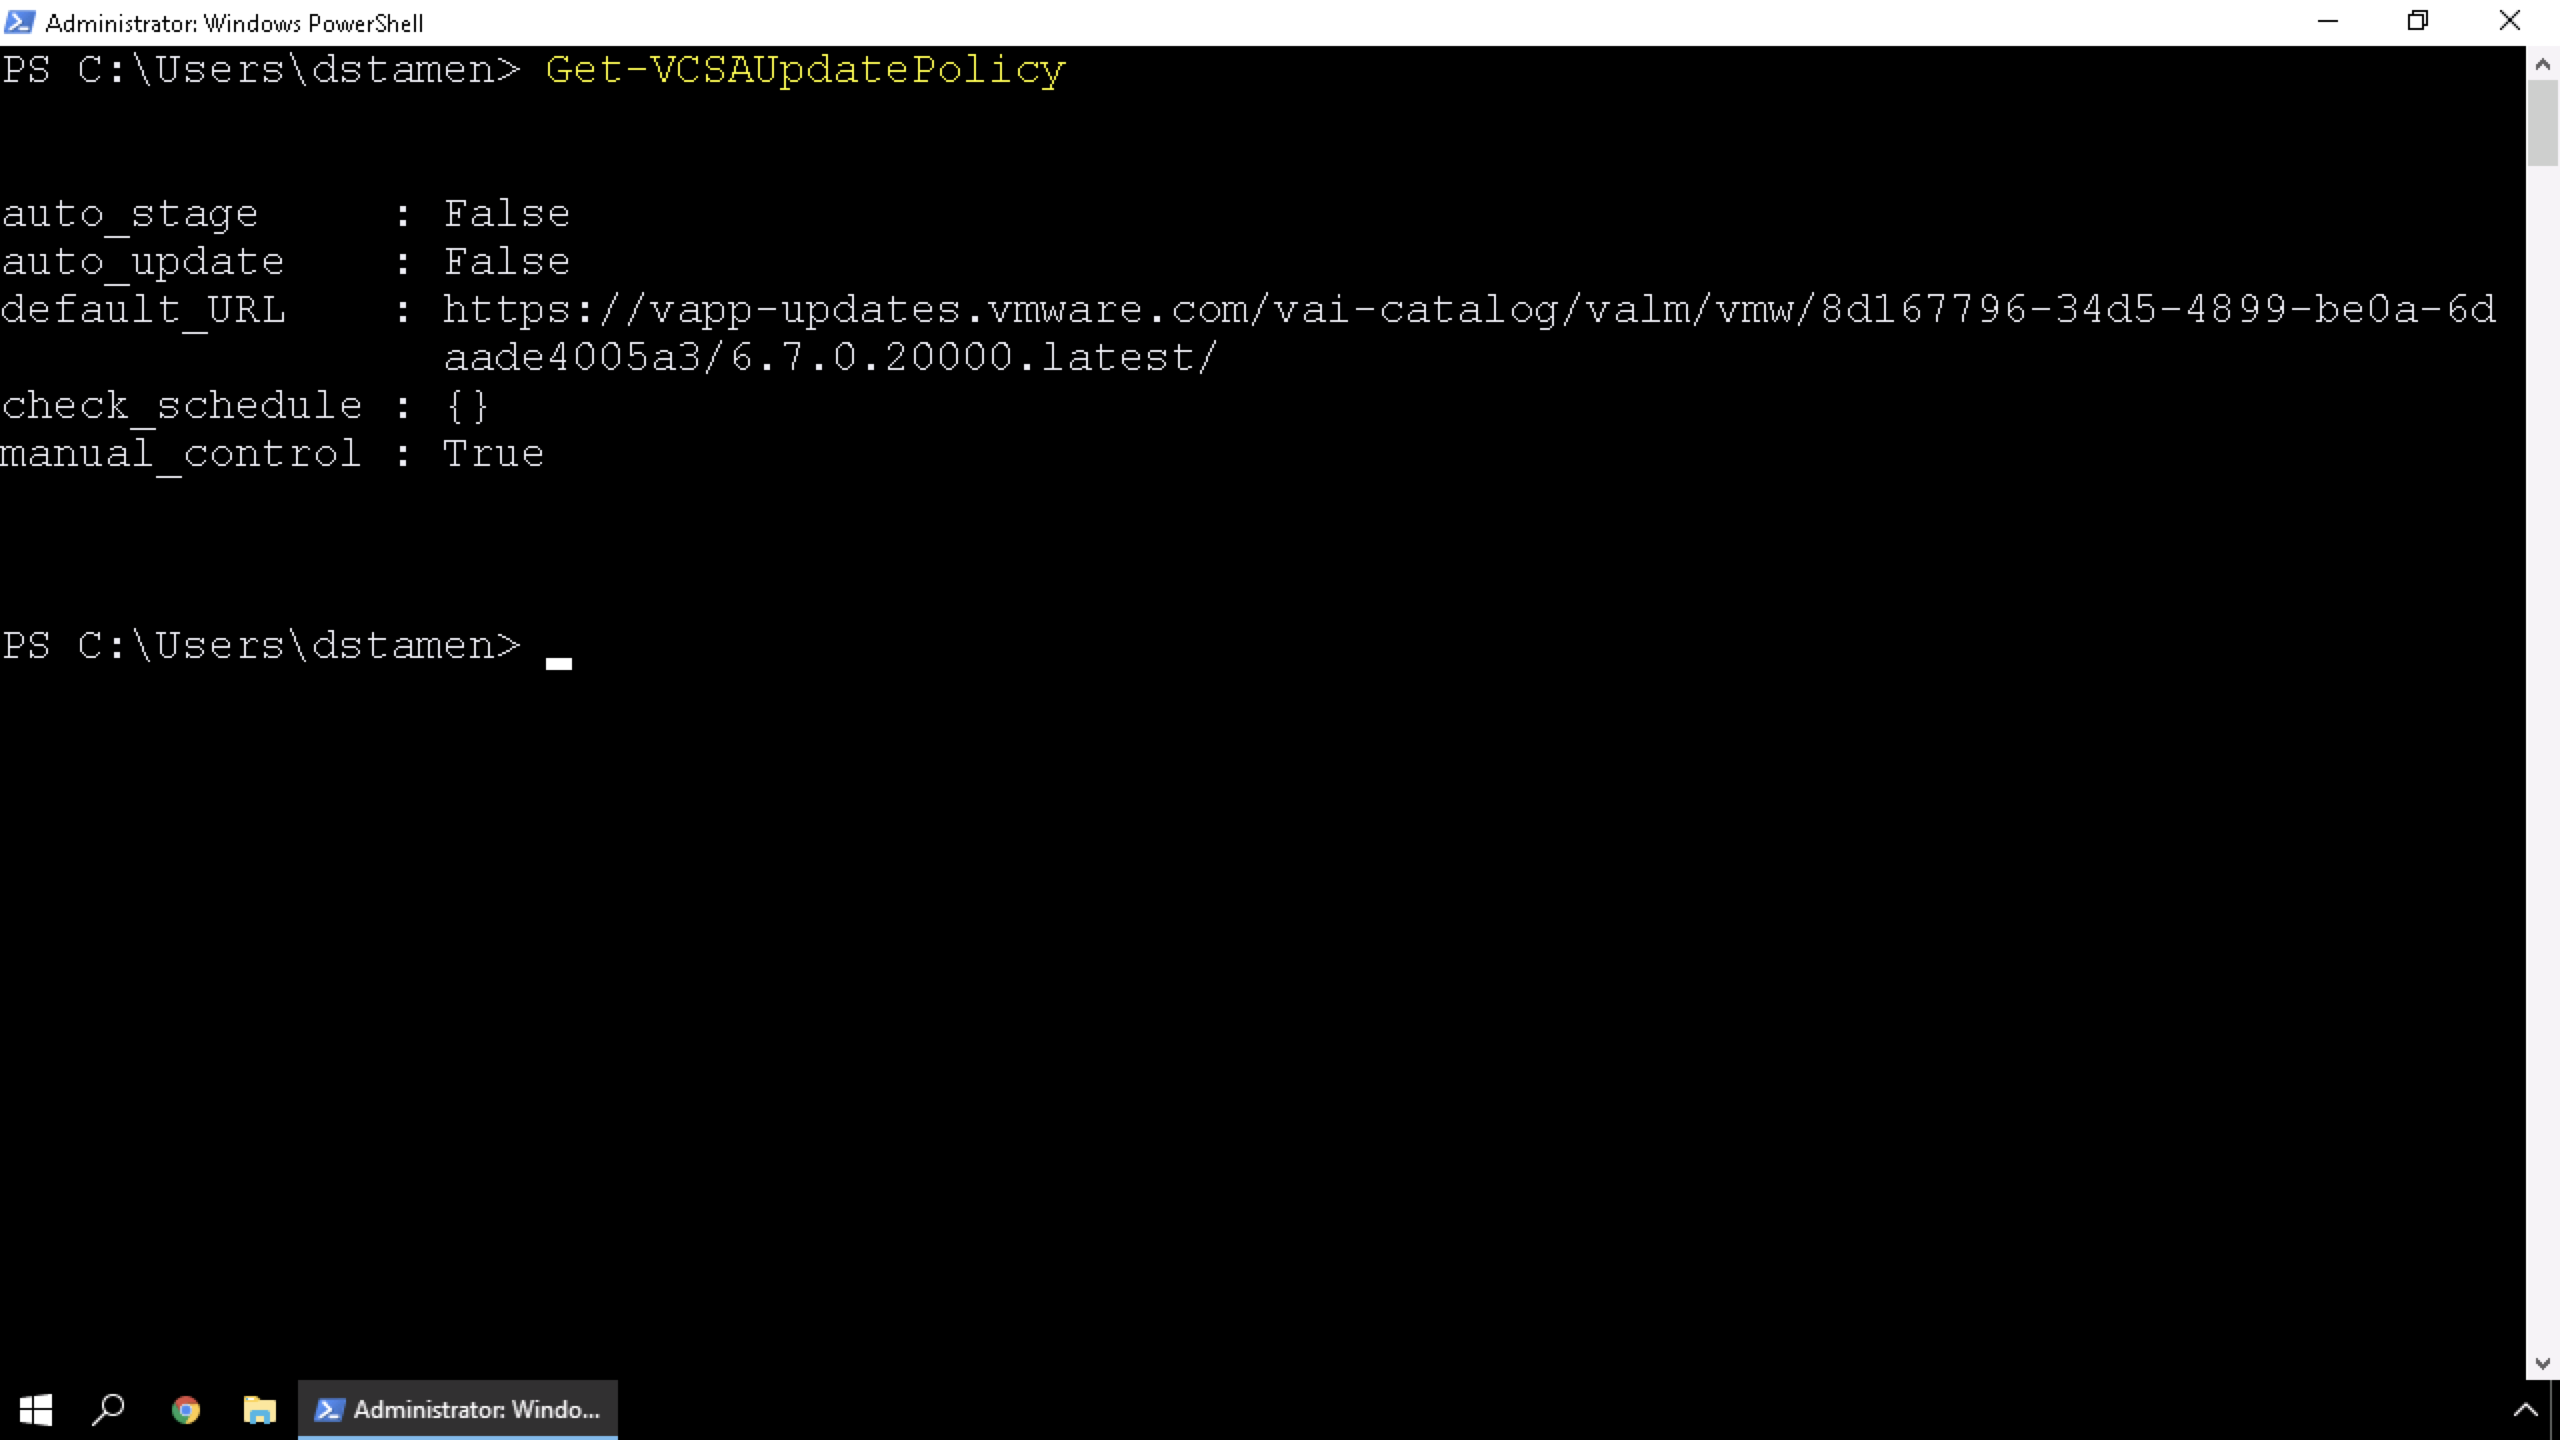 Administrator: Windows PowerShell
PS C:\Users\dstamen> Get-VCSAUpdatePolicy
auto_stage     : False
auto_update    : False
default_URL    : https://vapp-updates.vmware.com/vai-catalog/valm/vmw/8d167796-34d5-4899-be0a-6d
                 aade4005a3/6.7.0.20000.latest/
check_schedule : {}
manual_control : True
PS C:\Users\dstamen>
Administrator: Windo...